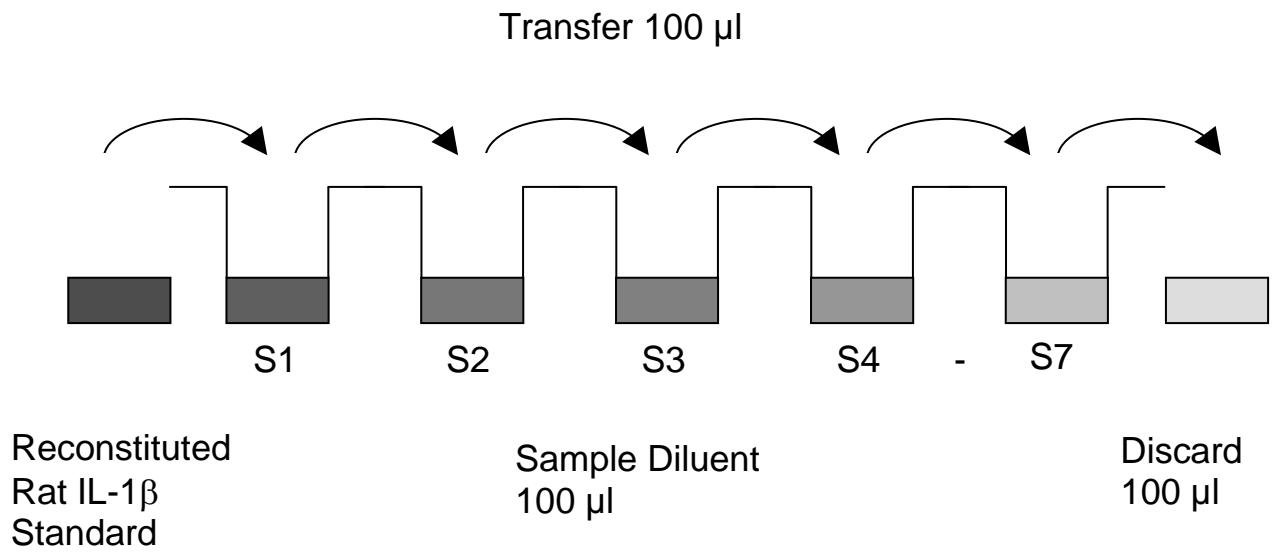 Transfer 100 µl
S1 S2 S3 S4 - S7
Reconstituted
Rat IL-1β
Standard
Sample Diluent
100 µl
Discard
100 µl